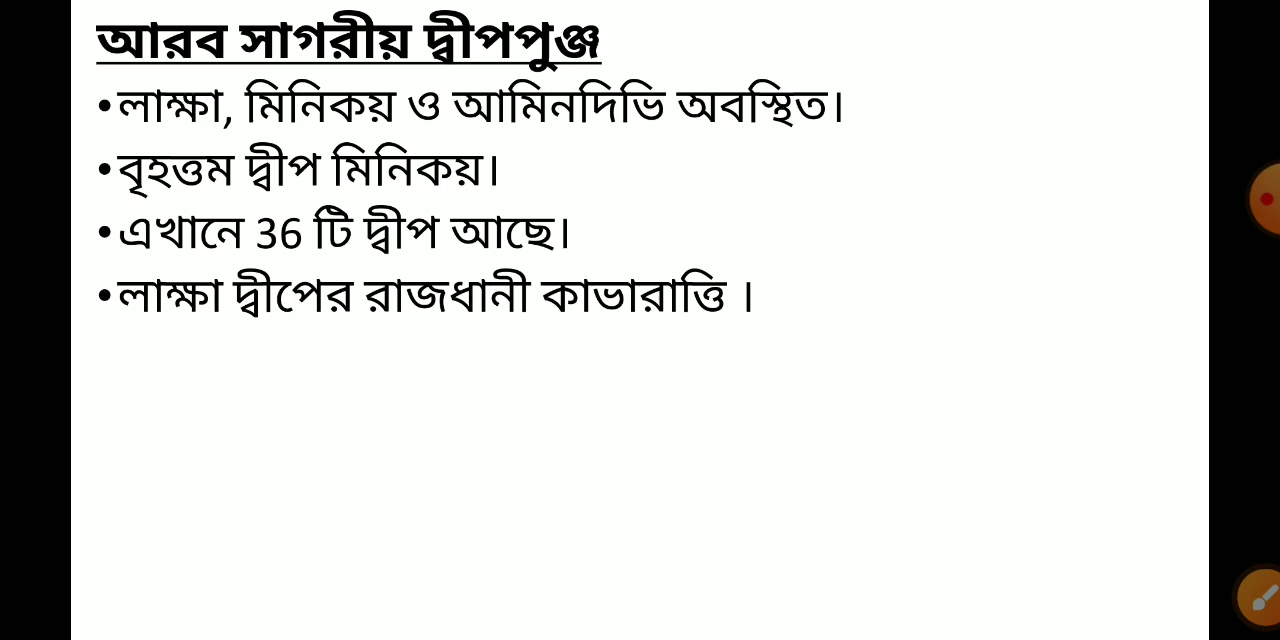 আরব সাগরীয় দ্বীপপুঞ্জ
•লাক্ষা, মিনিকয় ও আমিনদিভি অবস্থিত।
•বৃহত্তম দ্বীপ মিনিকয়।
•এখানে 36 টি দ্বীপ আছে।
•লাক্ষা দ্বীপের রাজধানী কাভারাত্তি ।